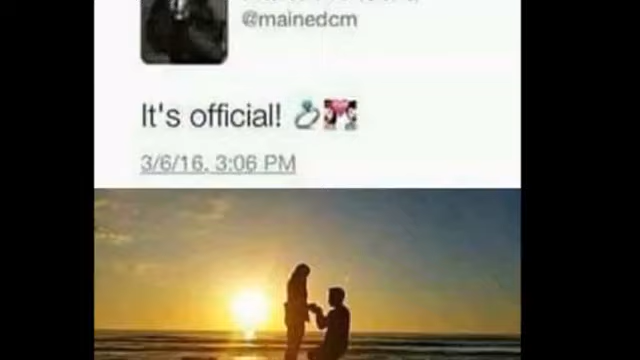 @mainedcm
It's official! 💍💑
3/6/16, 3:06 PM